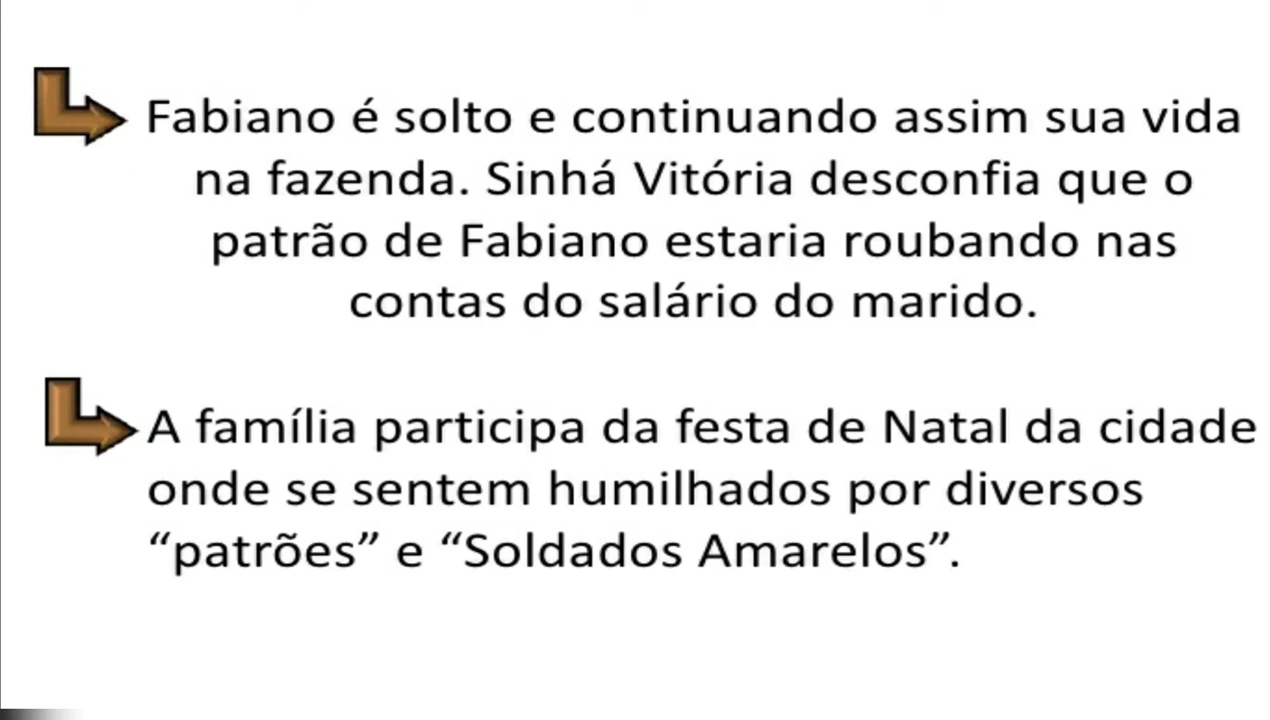 Fabiano é solto e continuando assim sua vida
na fazenda. Sinhá Vitória desconfia que o
patrão de Fabiano estaria roubando nas
contas do salário do marido.
A família participa da festa de Natal da cidade
onde se sentem humilhados por diversos
“patrões” e “Soldados Amarelos”.